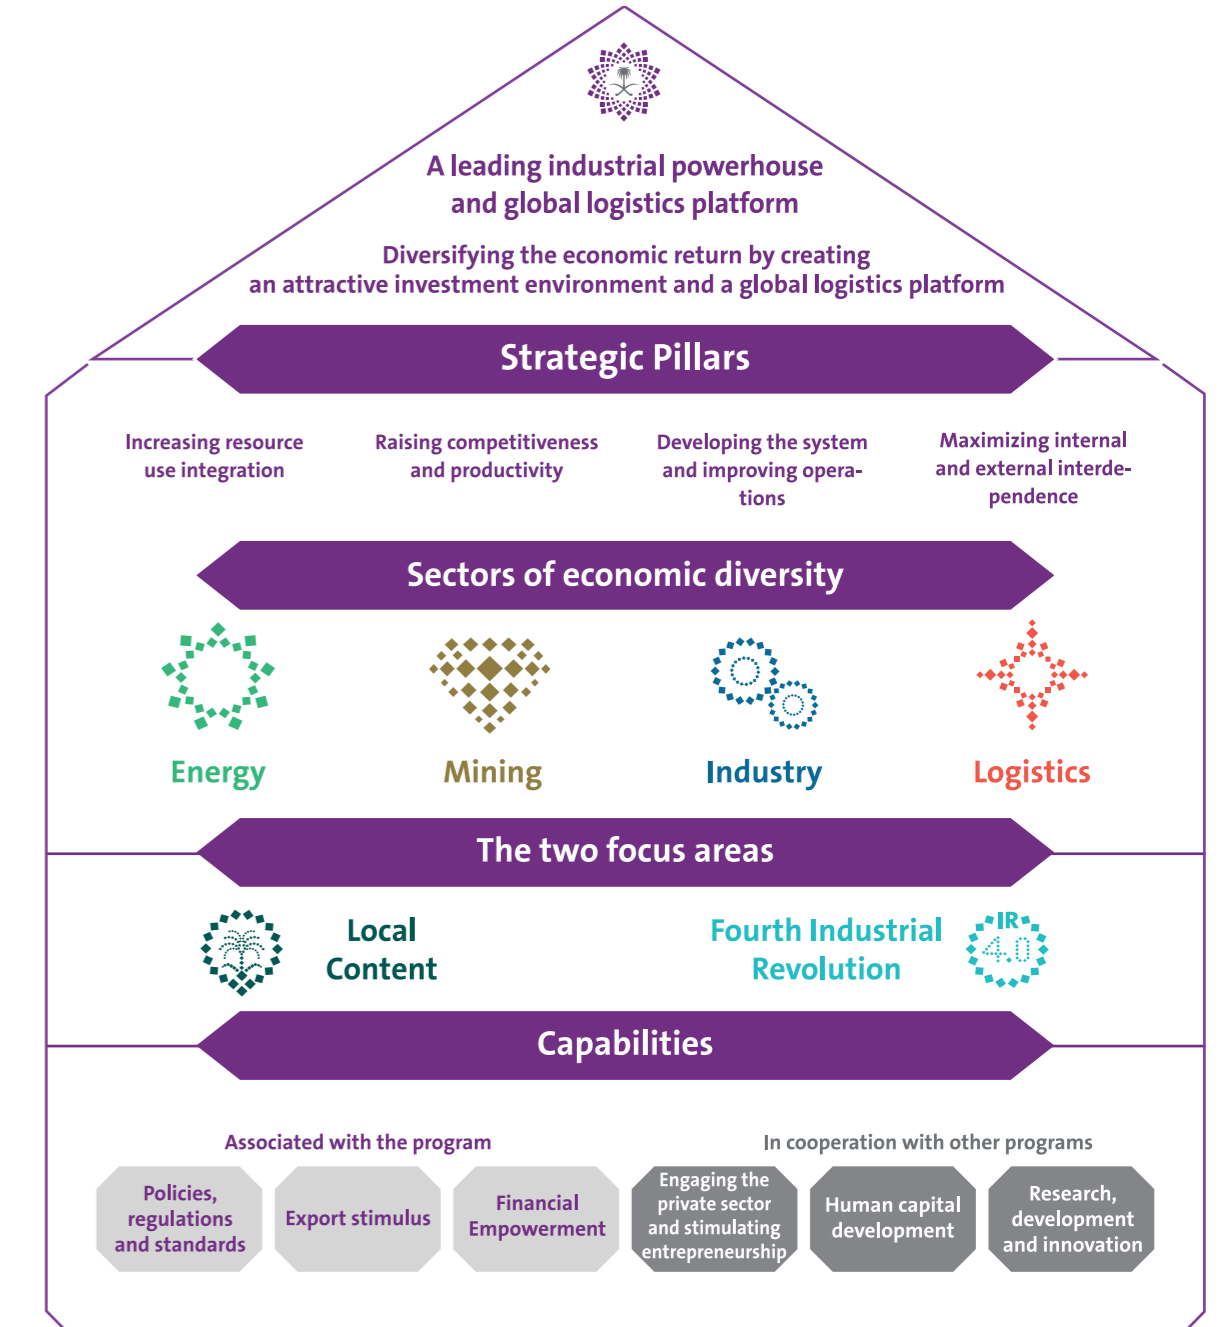 A leading industrial powerhouse
and global logistics platform
Diversifying the economic return by creating
an attractive investment environment and a global logistics platform
Strategic Pillars
Increasing resource
use integration
Raising competitiveness
and productivity
Developing the system
and improving opera-
tions
Maximizing internal
and external interde-
pendence
Sectors of economic diversity
Energy
Mining
Industry
Logistics
The two focus areas
Local
Content
Fourth Industrial
Revolution
IR
4.0
Capabilities
Associated with the program
In cooperation with other programs
Policies,
regulations
and standards
Export stimulus
Financial
Empowerment
Engaging the
private sector
and stimulating
entrepreneurship
Human capital
development
Research,
development
and innovation